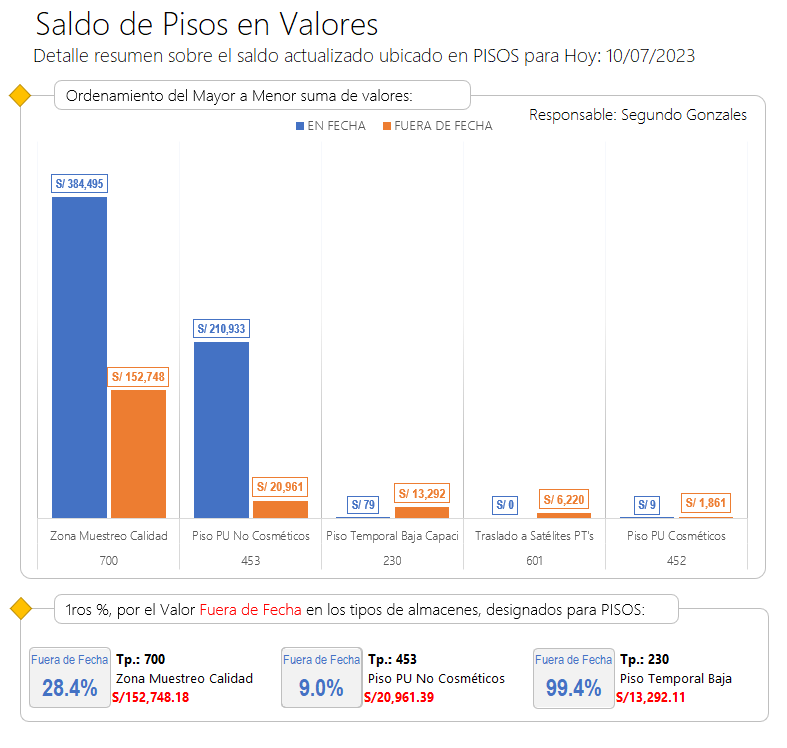 Saldo de Pisos en Valores
Detalle resumen sobre el saldo actualizado ubicado en PISOS para Hoy: 10/07/2023
Ordenamiento del Mayor a Menor suma de valores:
Responsable: Segundo Gonzales
EN FECHA FUERA DE FECHA
S/ 384,495
S/ 152,748
S/ 210,933
S/ 20,961
S/ 79
S/ 13,292
S/ 0
S/ 6,220
S/ 9
S/ 1,861
Zona Muestreo Calidad Piso PU No Cosméticos Piso Temporal Baja Capaci Traslado a Satélites PT's Piso PU Cosméticos
700 453 230 601 452
1ros %, por el Valor Fuera de Fecha en los tipos de almacenes, designados para PISOS:
Fuera de Fecha
28.4%
Tp.: 700
Zona Muestreo Calidad
S/152,748.18
Fuera de Fecha
9.0%
Tp.: 453
Piso PU No Cosméticos
S/20,961.39
Fuera de Fecha
99.4%
Tp.: 230
Piso Temporal Baja
S/13,292.11